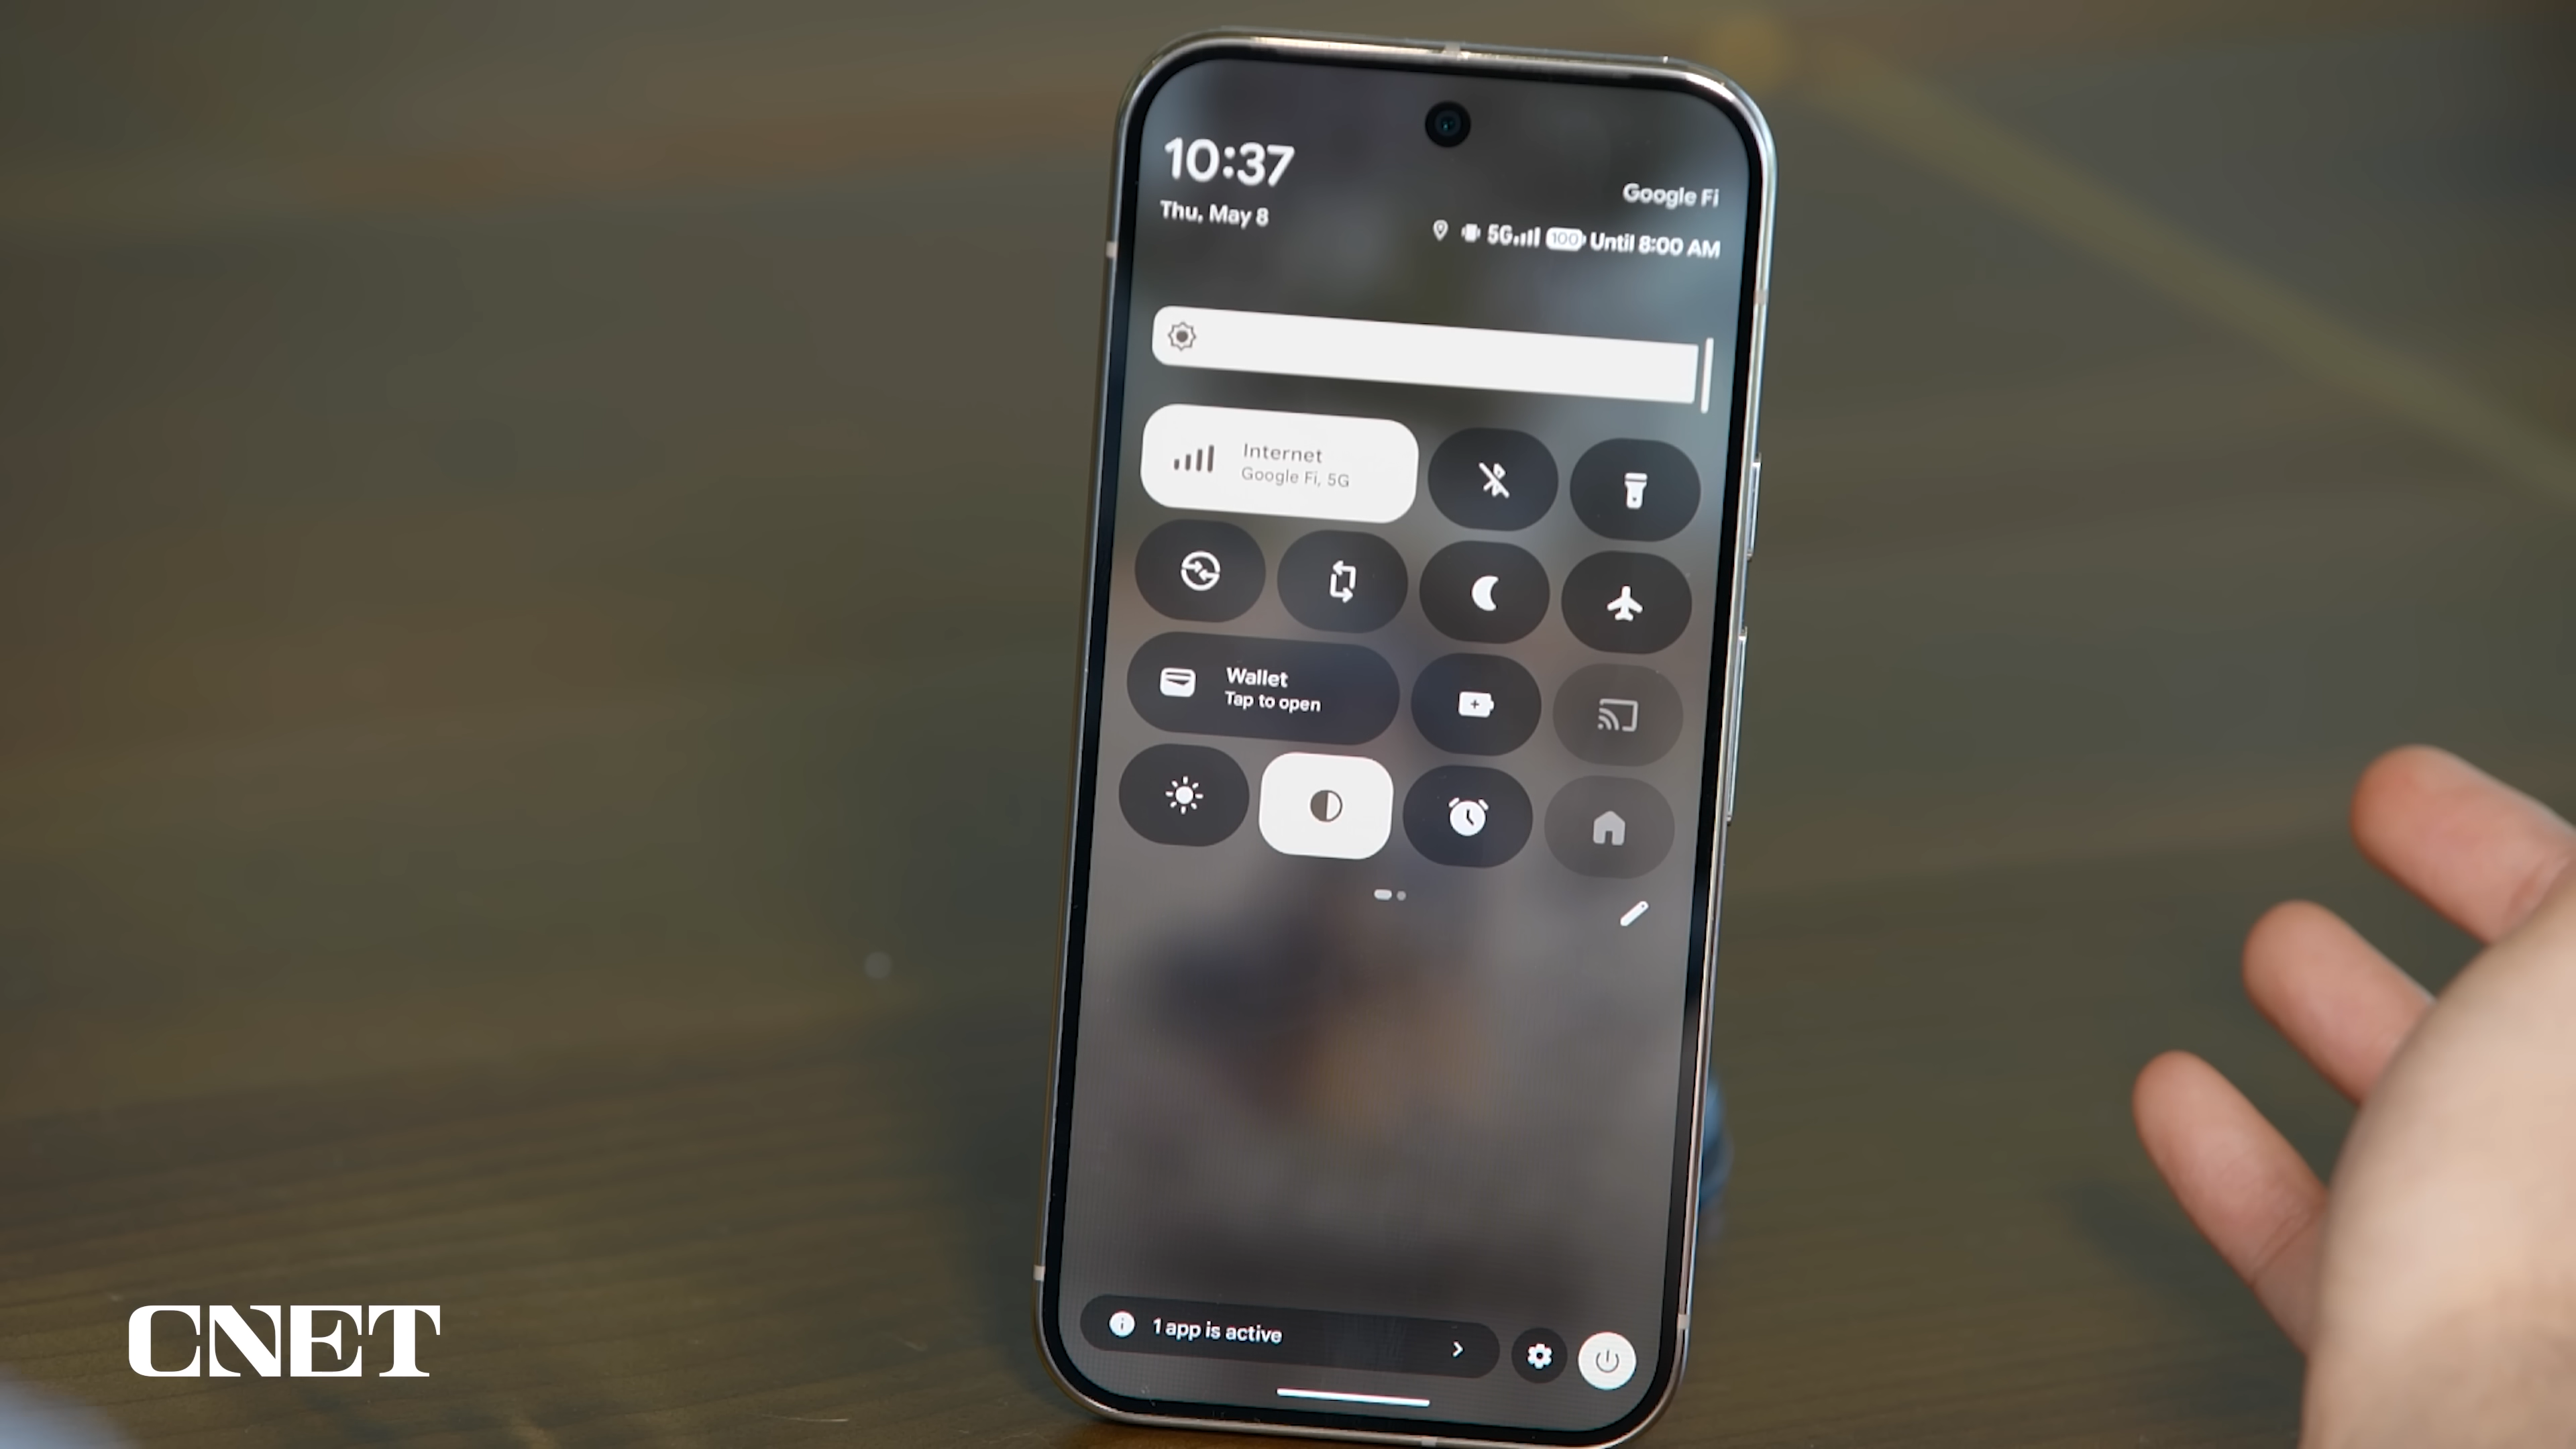 10:37
Google Fi
Thu, May 8
5G 100 Until 8:00 AM
Internet
Google Fi, 5G
Wallet
Tap to open
1 app is active
CNET